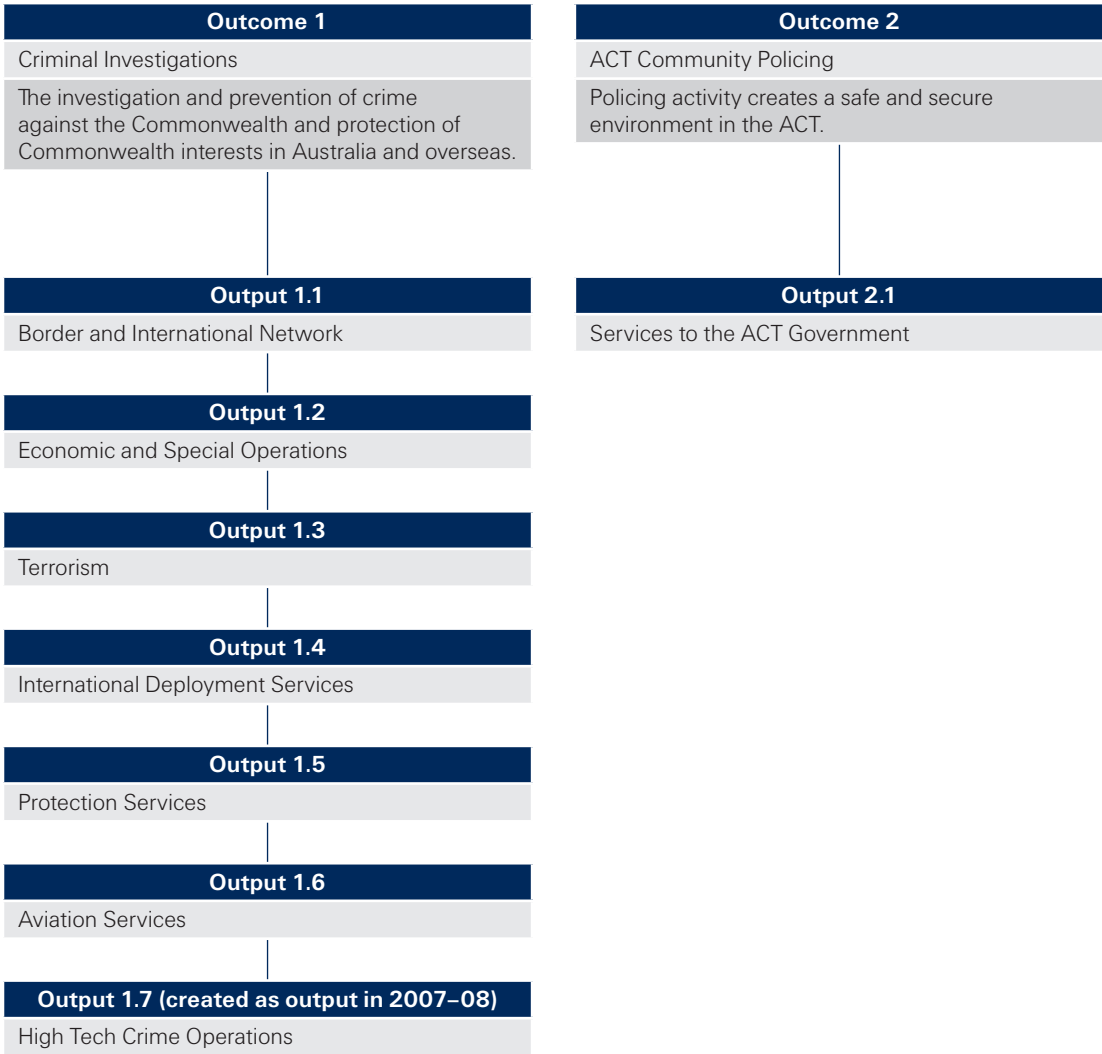 Outcome 1
Criminal Investigations
The investigation and prevention of crime
against the Commonwealth and protection of
Commonwealth interests in Australia and overseas.
Output 1.1
Border and International Network
Output 1.2
Economic and Special Operations
Output 1.3
Terrorism
Output 1.4
International Deployment Services
Output 1.5
Protection Services
Output 1.6
Aviation Services
Output 1.7 (created as output in 2007–08)
High Tech Crime Operations
Outcome 2
ACT Community Policing
Policing activity creates a safe and secure
environment in the ACT.
Output 2.1
Services to the ACT Government